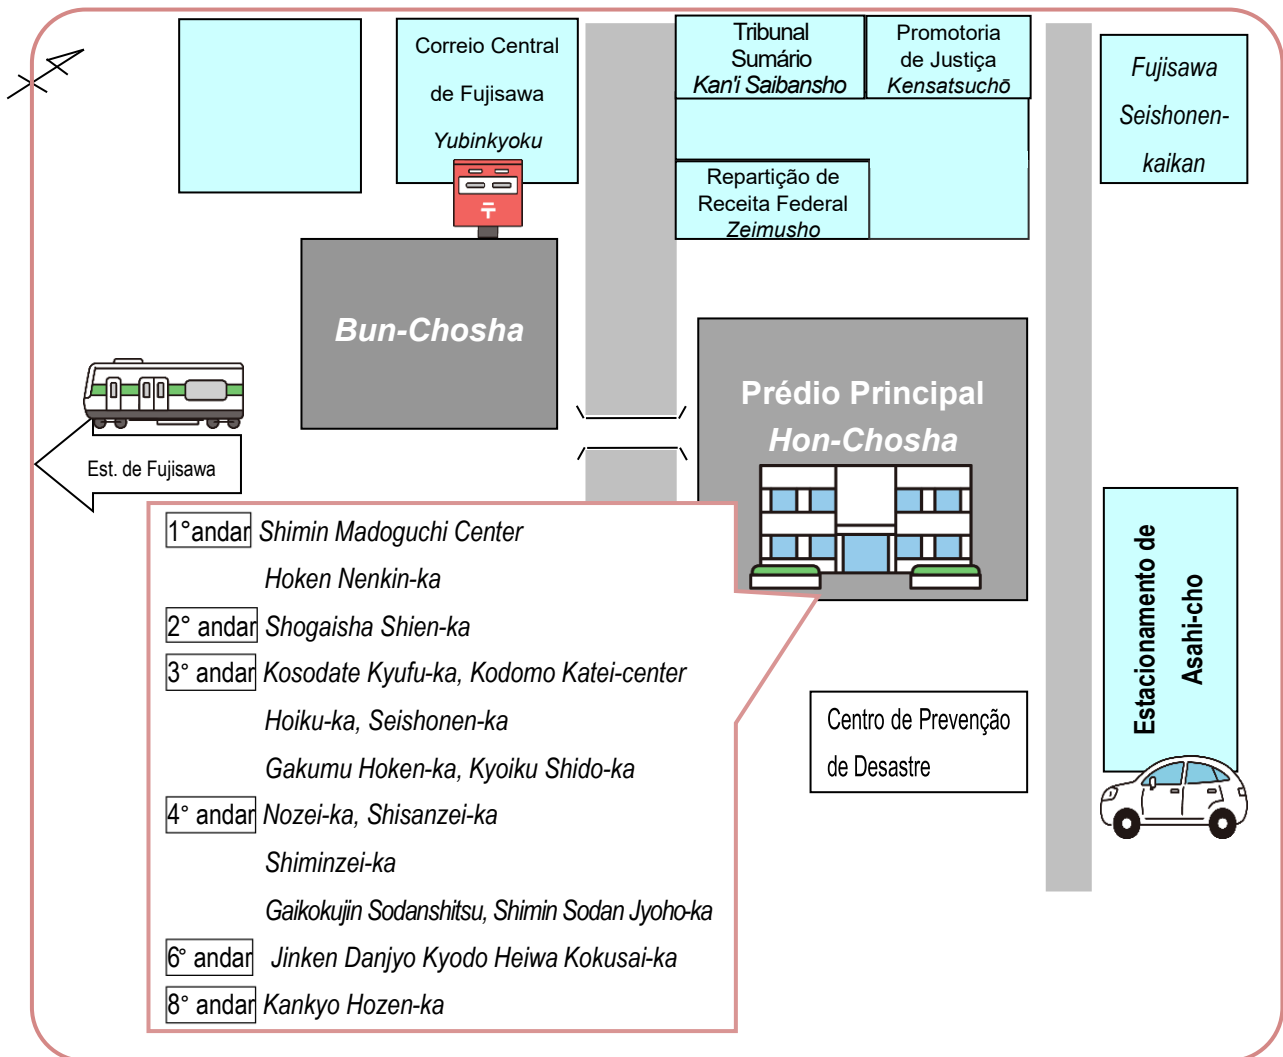 Correio Central
de Fujisawa
Yubinkyoku
Tribunal
Sumário
Kan'i Saibansho
Promotoria
de Justiça
Kensatsuchō
Fujisawa
Seishonen-
kaikan
Repartição de
Receita Federal
Zeimusho
Bun-Chosha
Prédio Principal
Hon-Chosha
Est. de Fujisawa
1°andar Shimin Madoguchi Center
Hoken Nenkin-ka
2° andar Shogaisha Shien-ka
3° andar Kosodate Kyufu-ka, Kodomo Katei-center
Hoiku-ka, Seishonen-ka
Gakumu Hoken-ka, Kyoiku Shido-ka
4° andar Nozei-ka, Shisanzei-ka
Shiminzei-ka
Gaikokujin Sodanshitsu, Shimin Sodan Jyoho-ka
6° andar Jinken Danjyo Kyodo Heiwa Kokusai-ka
8° andar Kankyo Hozen-ka
Centro de Prevenção
de Desastre
Estacionamento de
Asahi-cho